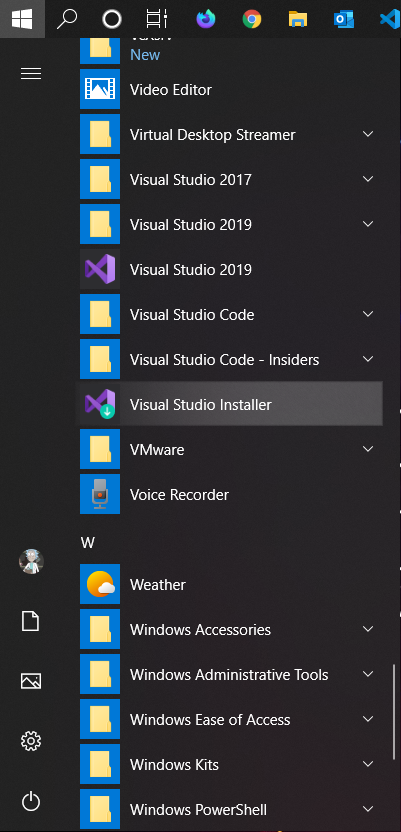 New
Video Editor
Virtual Desktop Streamer
Visual Studio 2017
Visual Studio 2019
Visual Studio 2019
Visual Studio Code
Visual Studio Code - Insiders
Visual Studio Installer
VMware
Voice Recorder
W
Weather
Windows Accessories
Windows Administrative Tools
Windows Ease of Access
Windows Kits
Windows PowerShell